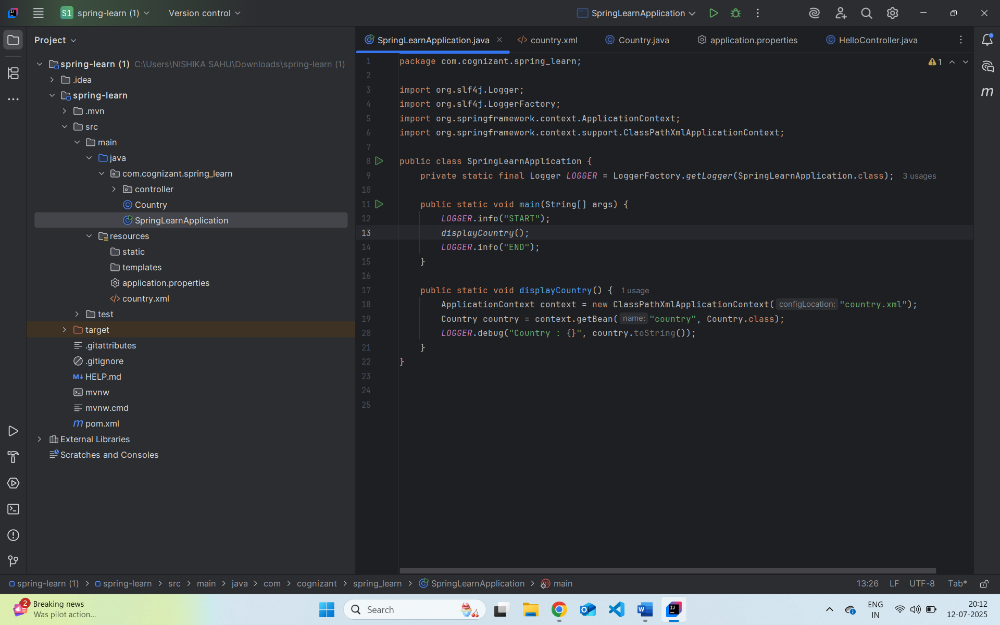 S1 spring-learn (1) Version control SpringLearnApplication
Project
spring-learn (1) C:\Users\NISHIKA SAHU\Downloads\spring-learn (1)
.idea
spring-learn
.mvn
src
main
java
com.cognizant.spring_learn
controller
Country
SpringLearnApplication
resources
static
templates
application.properties
country.xml
test
target
.gitattributes
.gitignore
M↓ HELP.md
mvnw
mvnw.cmd
m pom.xml
External Libraries
Scratches and Consoles
SpringLearnApplication.java country.xml Country.java application.properties HelloController.java
1 package com.cognizant.spring_learn; 1
2
3 import org.slf4j.Logger;
4 import org.slf4j.LoggerFactory;
5 import org.springframework.context.ApplicationContext;
6 import org.springframework.context.support.ClassPathXmlApplicationContext;
7
8 public class SpringLearnApplication {
9 private static final Logger LOGGER = LoggerFactory.getLogger(SpringLearnApplication.class); 3 usages
10
11 public static void main(String[] args) {
12 LOGGER.info("START");
13 displayCountry();
14 LOGGER.info("END");
15 }
16
17 public static void displayCountry() { 1 usage
18 ApplicationContext context = new ClassPathXmlApplicationContext( configLocation: "country.xml");
19 Country country = context.getBean( name: "country", Country.class);
20 LOGGER.debug("Country : {}", country.toString());
21 }
22 }
23
24
25
m
spring-learn (1) > spring-learn > src > main > java > com > cognizant > spring_learn > SpringLearnApplication > main 13:26 LF UTF-8 Tab*
2 Breaking news
Was pilot action...
Search
ENG
IN
20:12
12-07-2025